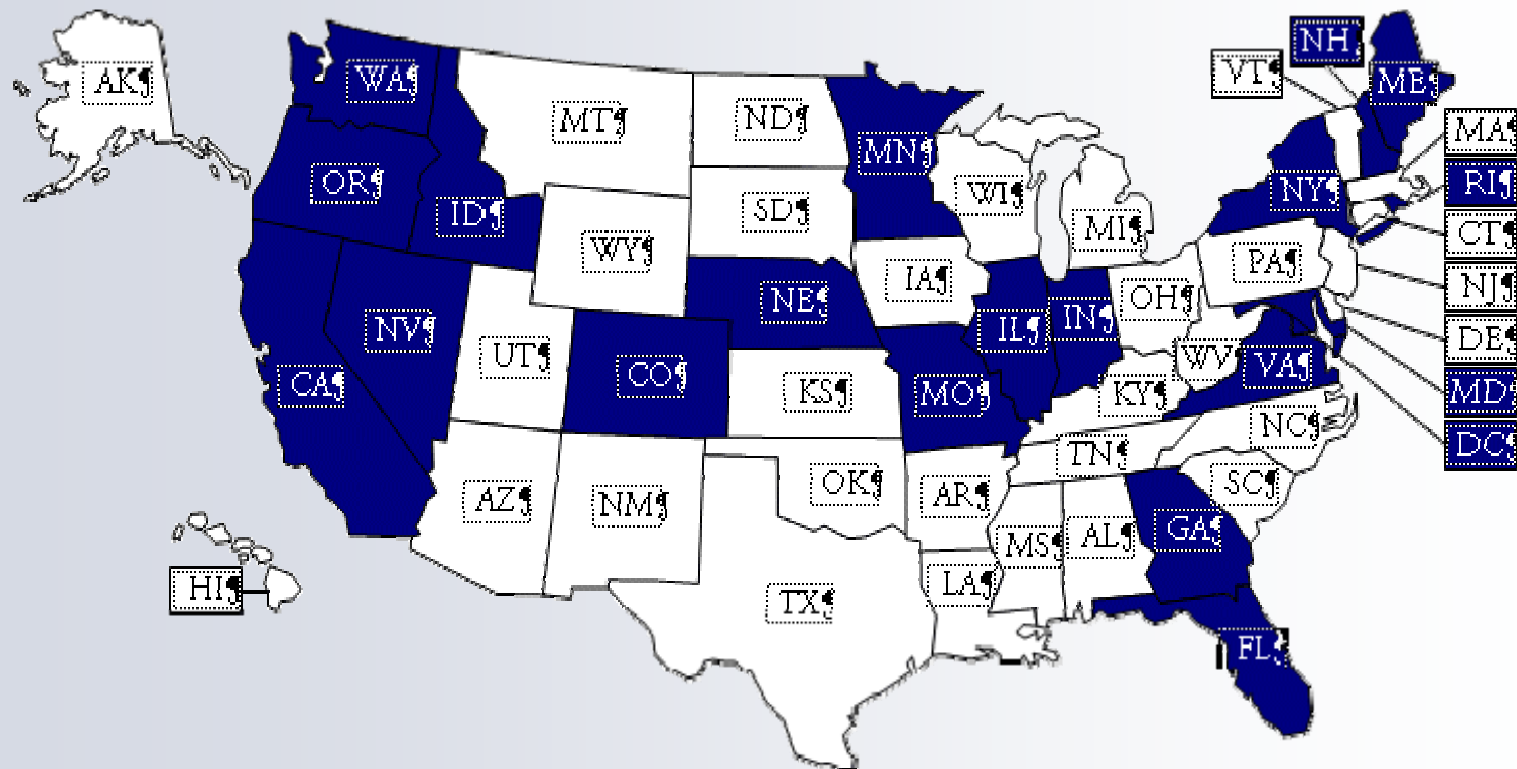 NH
VT¶
ME¶
AK¶
WA¶
MT¶
ND¶
MN¶
MA¶
OR¶
ID¶
SD¶
WI¶
MI¶
NY¶
RI¶
WY¶
CT¶
IA¶
PA¶
OH¶
NJ¶
NE¶
NV¶
UT¶
IL¶
IN¶
DE¶
CA¶
CO¶
KS¶
MO¶
KY¶
WV
VA¶
MD¶
NC¶
DC¶
TN¶
AZ¶
NM¶
OK¶
AR¶
SC¶
MS¶
AL¶
GA¶
HI¶
TX¶
LA¶
FL